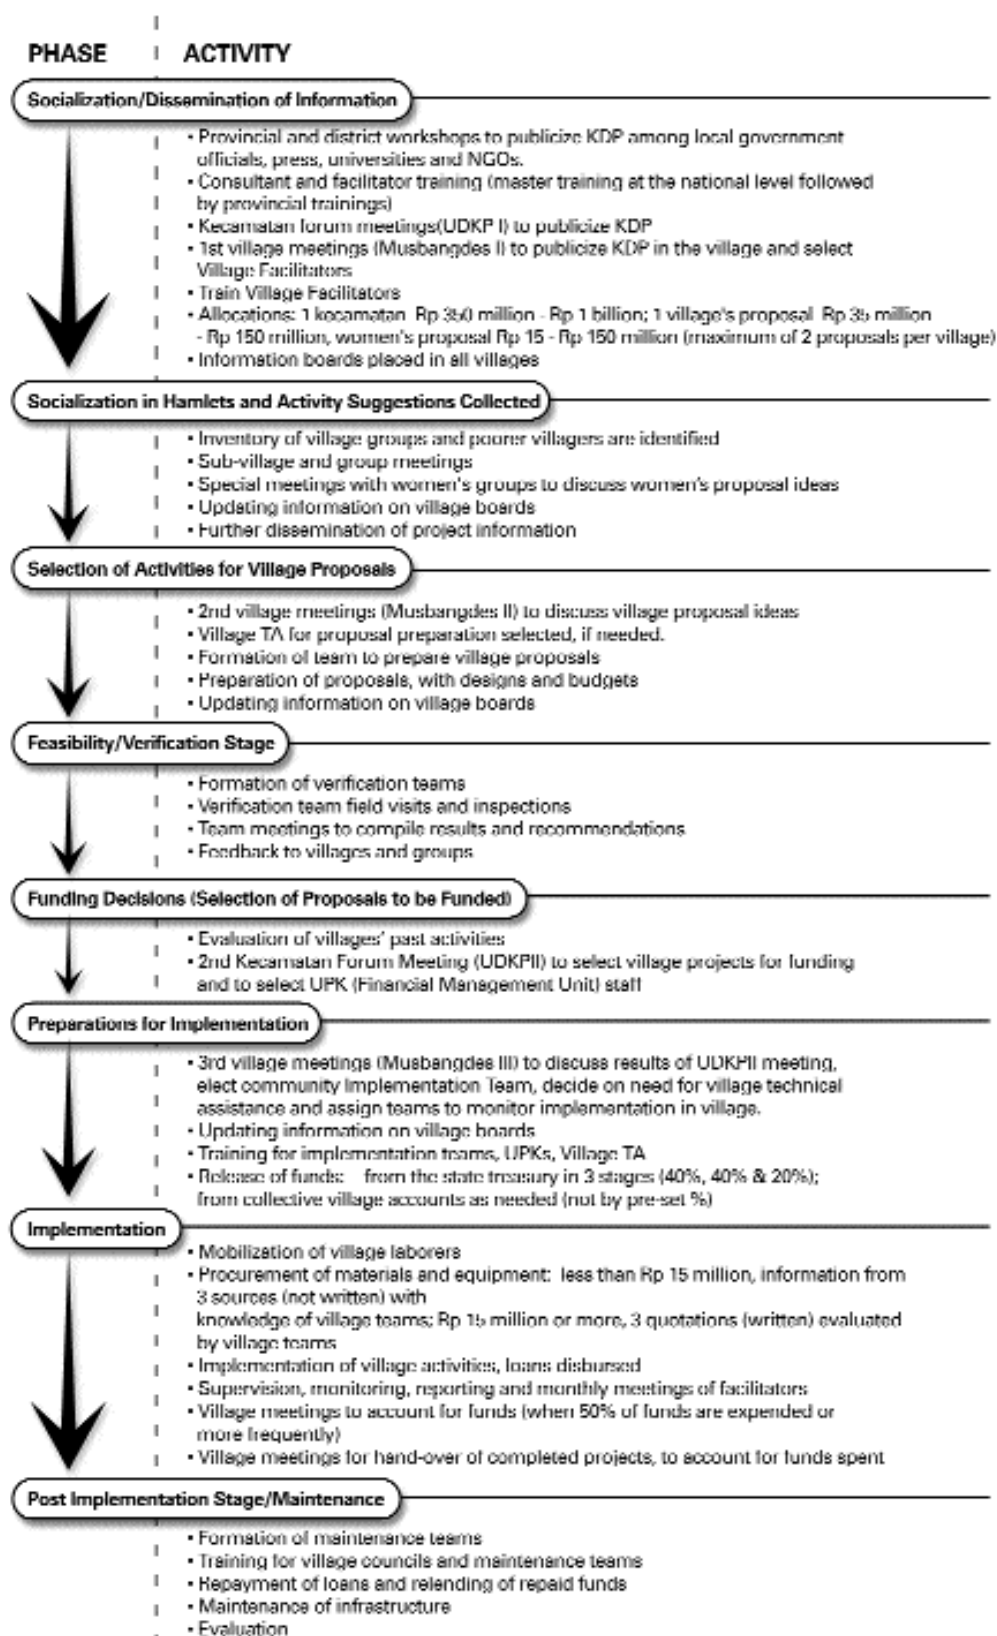 PHASE ACTIVITY
Socialization/Dissemination of Information
• Provincial and district workshops to publicize KDP among local government
officials, press, universities and NGOs.
• Consultant and facilitator training (master training at the national level followed
by provincial trainings)
• Kecamatan forum meetings(UDKP I) to publicize KDP
• 1st village meetings (Musbangdes I) to publicize KDP in the village and select
Village Facilitators
• Train Village Facilitators
• Allocations: 1 kecamatan Rp 350 million - Rp 1 billion; 1 village's proposal Rp 35 million
- Rp 150 million, women's proposal Rp 15 - Rp 150 million (maximum of 2 proposals per village)
• Information boards placed in all villages
Socialization in Hamlets and Activity Suggestions Collected
• Inventory of village groups and poorer villagers are identified
• Sub-village and group meetings
• Special meetings with women's groups to discuss women's proposal ideas
• Updating information on village boards
• Further dissemination of project information
Selection of Activities for Village Proposals
• 2nd village meetings (Musbangdes II) to discuss village proposal ideas
• Village TA for proposal preparation selected, if needed.
• Formation of team to prepare village proposals
• Preparation of proposals, with designs and budgets
• Updating information on village boards
Feasibility/Verification Stage
• Formation of verification teams
• Verification team field visits and inspections
• Team meetings to compile results and recommendations
• Feedback to villages and groups
Funding Decisions (Selection of Proposals to be Funded)
• Evaluation of villages' past activities
• 2nd Kecamatan Forum Meeting (UDKPII) to select village projects for funding
and to select UPK (Financial Management Unit) staff
Preparations for Implementation
• 3rd village meetings (Musbangdes III) to discuss results of UDKPII meeting,
elect community Implementation Team, decide on need for village technical
assistance and assign teams to monitor implementation in village.
• Updating information on village boards
• Training for implementation teams, UPKs, Village TA
• Release of funds: from the state treasury in 3 stages (40%, 40% & 20%);
from collective village accounts as needed (not by pre-set %)
Implementation
• Mobilization of village laborers
• Procurement of materials and equipment: less than Rp 15 million, information from
3 sources (not written) with
knowledge of village teams; Rp 15 million or more, 3 quotations (written) evaluated
by village teams
• Implementation of village activities, loans disbursed
• Supervision, monitoring, reporting and monthly meetings of facilitators
• Village meetings to account for funds (when 50% of funds are expended or
more frequently)
• Village meetings for hand-over of completed projects, to account for funds spent
Post Implementation Stage/Maintenance
• Formation of maintenance teams
• Training for village councils and maintenance teams
• Repayment of loans and relending of repaid funds
• Maintenance of infrastructure
• Evaluation